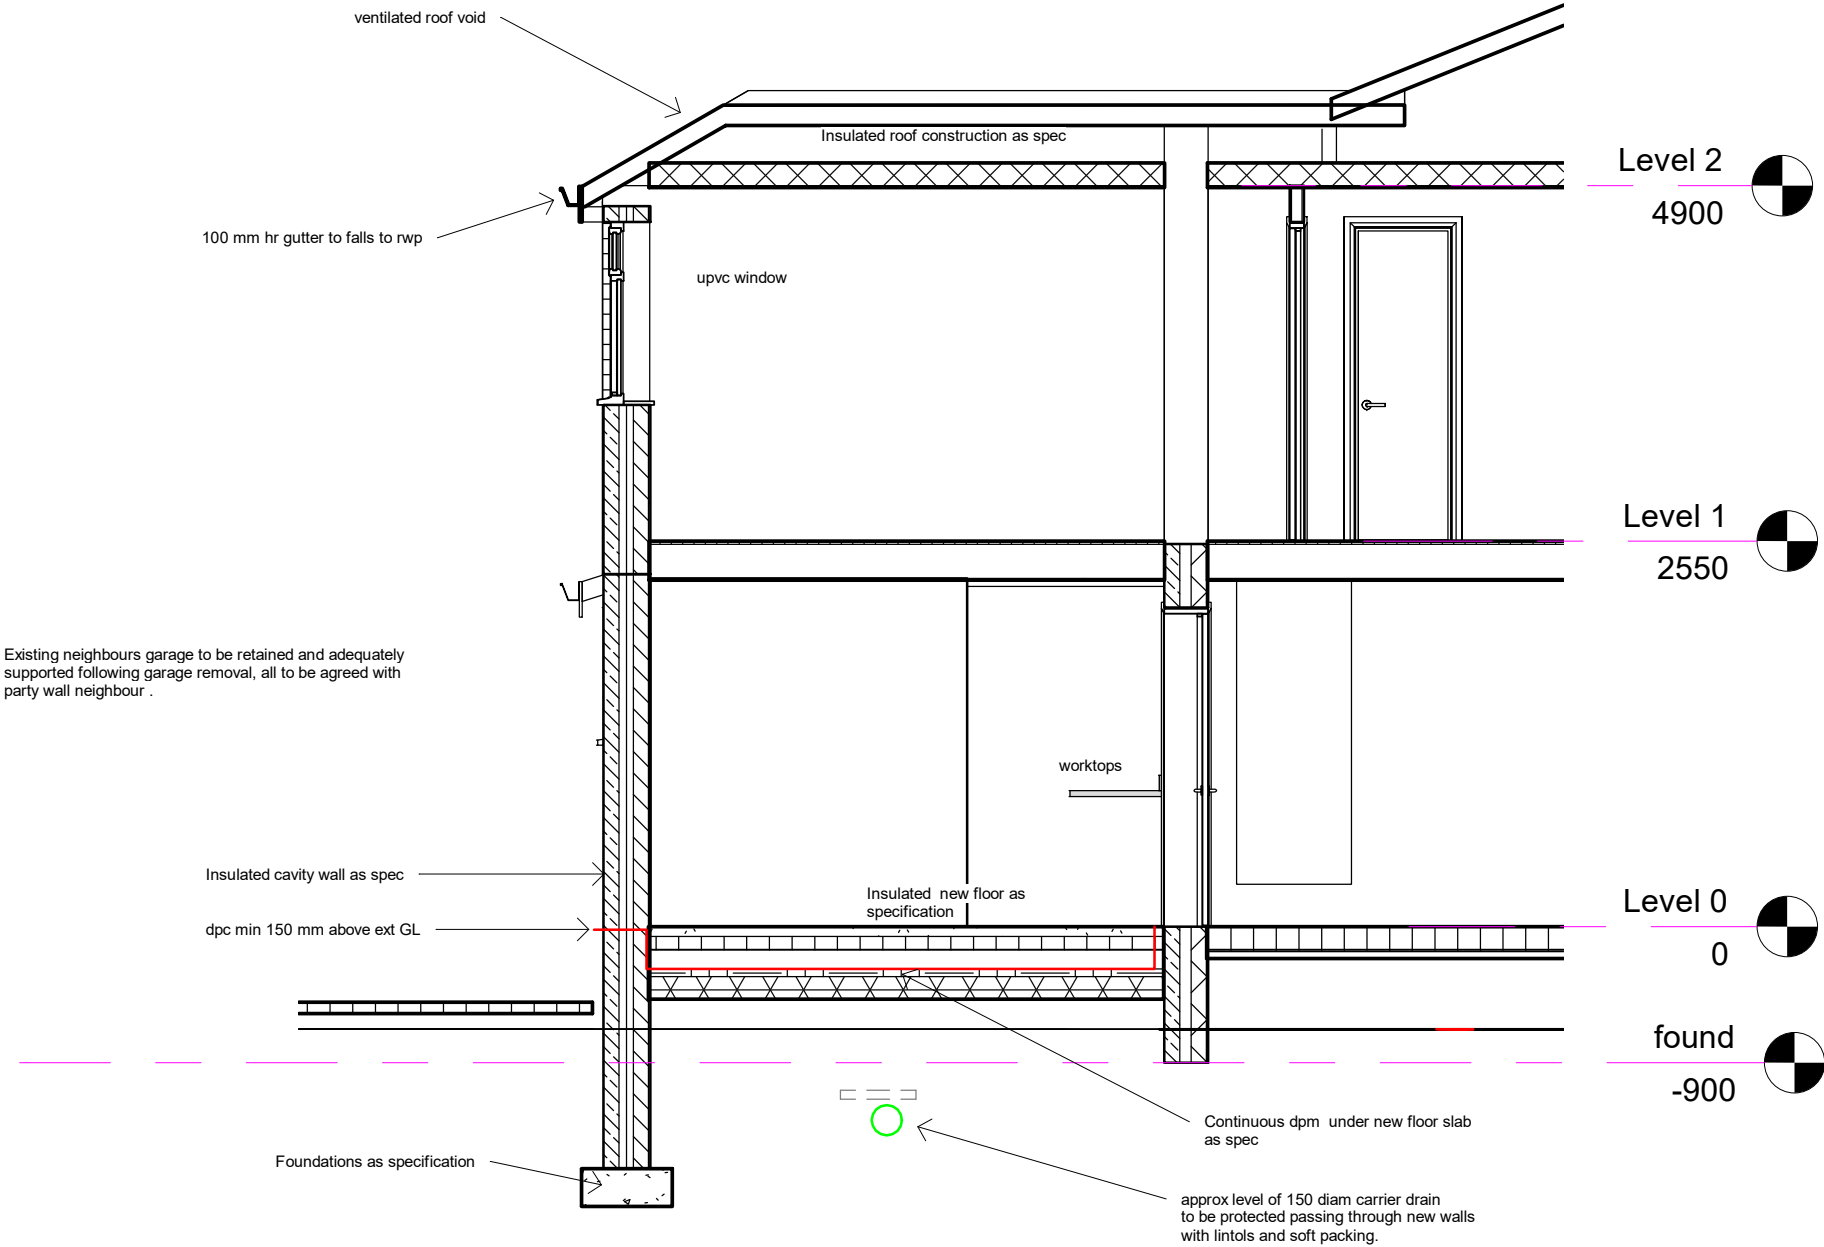 ventilated roof void
Insulated roof construction as spec
Level 2
4900
100 mm hr gutter to falls to rwp
upvc window
Level 1
2550
Existing neighbours garage to be retained and adequately
supported following garage removal, all to be agreed with
party wall neighbour .
worktops
Insulated cavity wall as spec
Insulated  new floor as
specification
Level 0
0
dpc min 150 mm above ext GL
found
-900
Continuous dpm  under new floor slab
as spec
Foundations as specification
approx level of 150 diam carrier drain
to be protected passing through new walls
with lintols and soft packing.